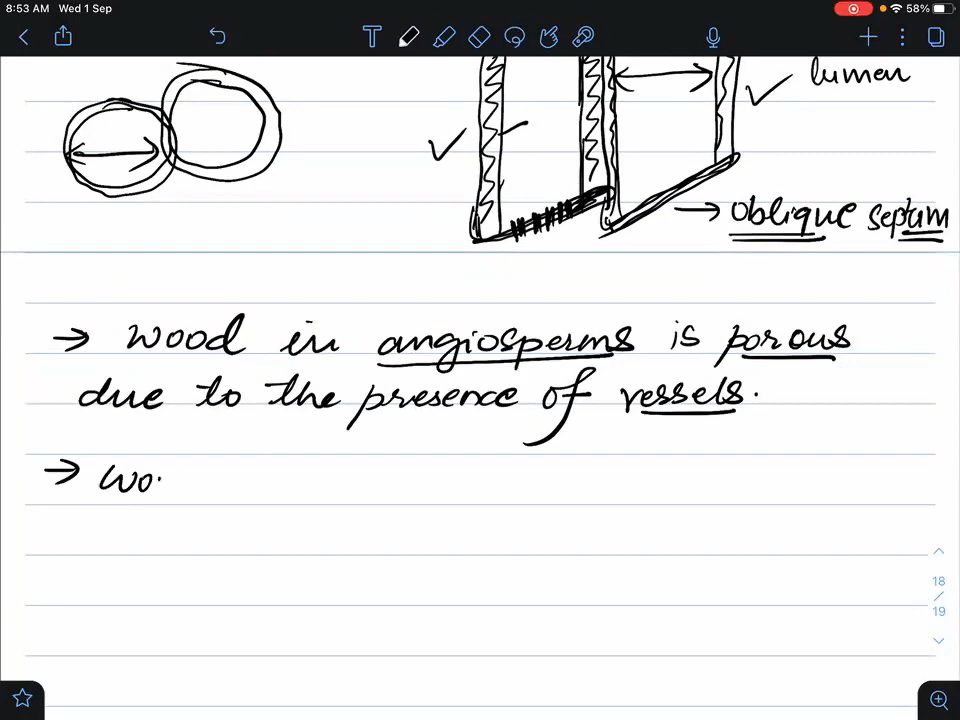 8:53 AM Wed 1 Sep
58%
lumen
→ oblique septum
→ wood in angiosperms is porous
due to the presence of vessels.
→ wo.
18
/
19